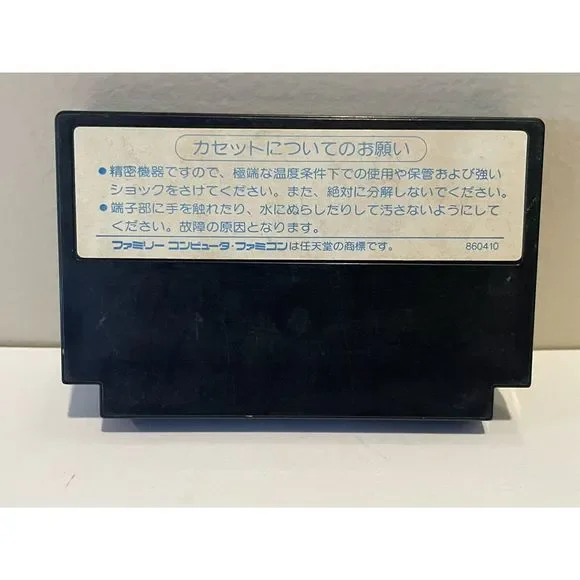 カセットについてのお願い
●精密機器ですので、極端な温度条件下での使用や保管および強い
ショックをさけてください。また、絶対に分解しないでください。
●端子部に手を触れたり、水にぬらしたりして汚さないようにして
ください。故障の原因となります。
ファミリー コンピュータ・ファミコンは任天堂の商標です。 860410